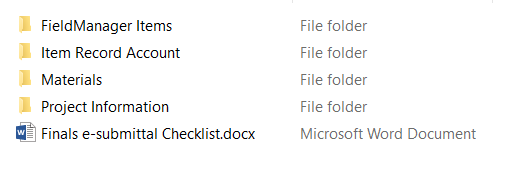 FieldManager Items File folder
Item Record Account File folder
Materials File folder
Project Information File folder
Finals e-submittal Checklist.docx Microsoft Word Document